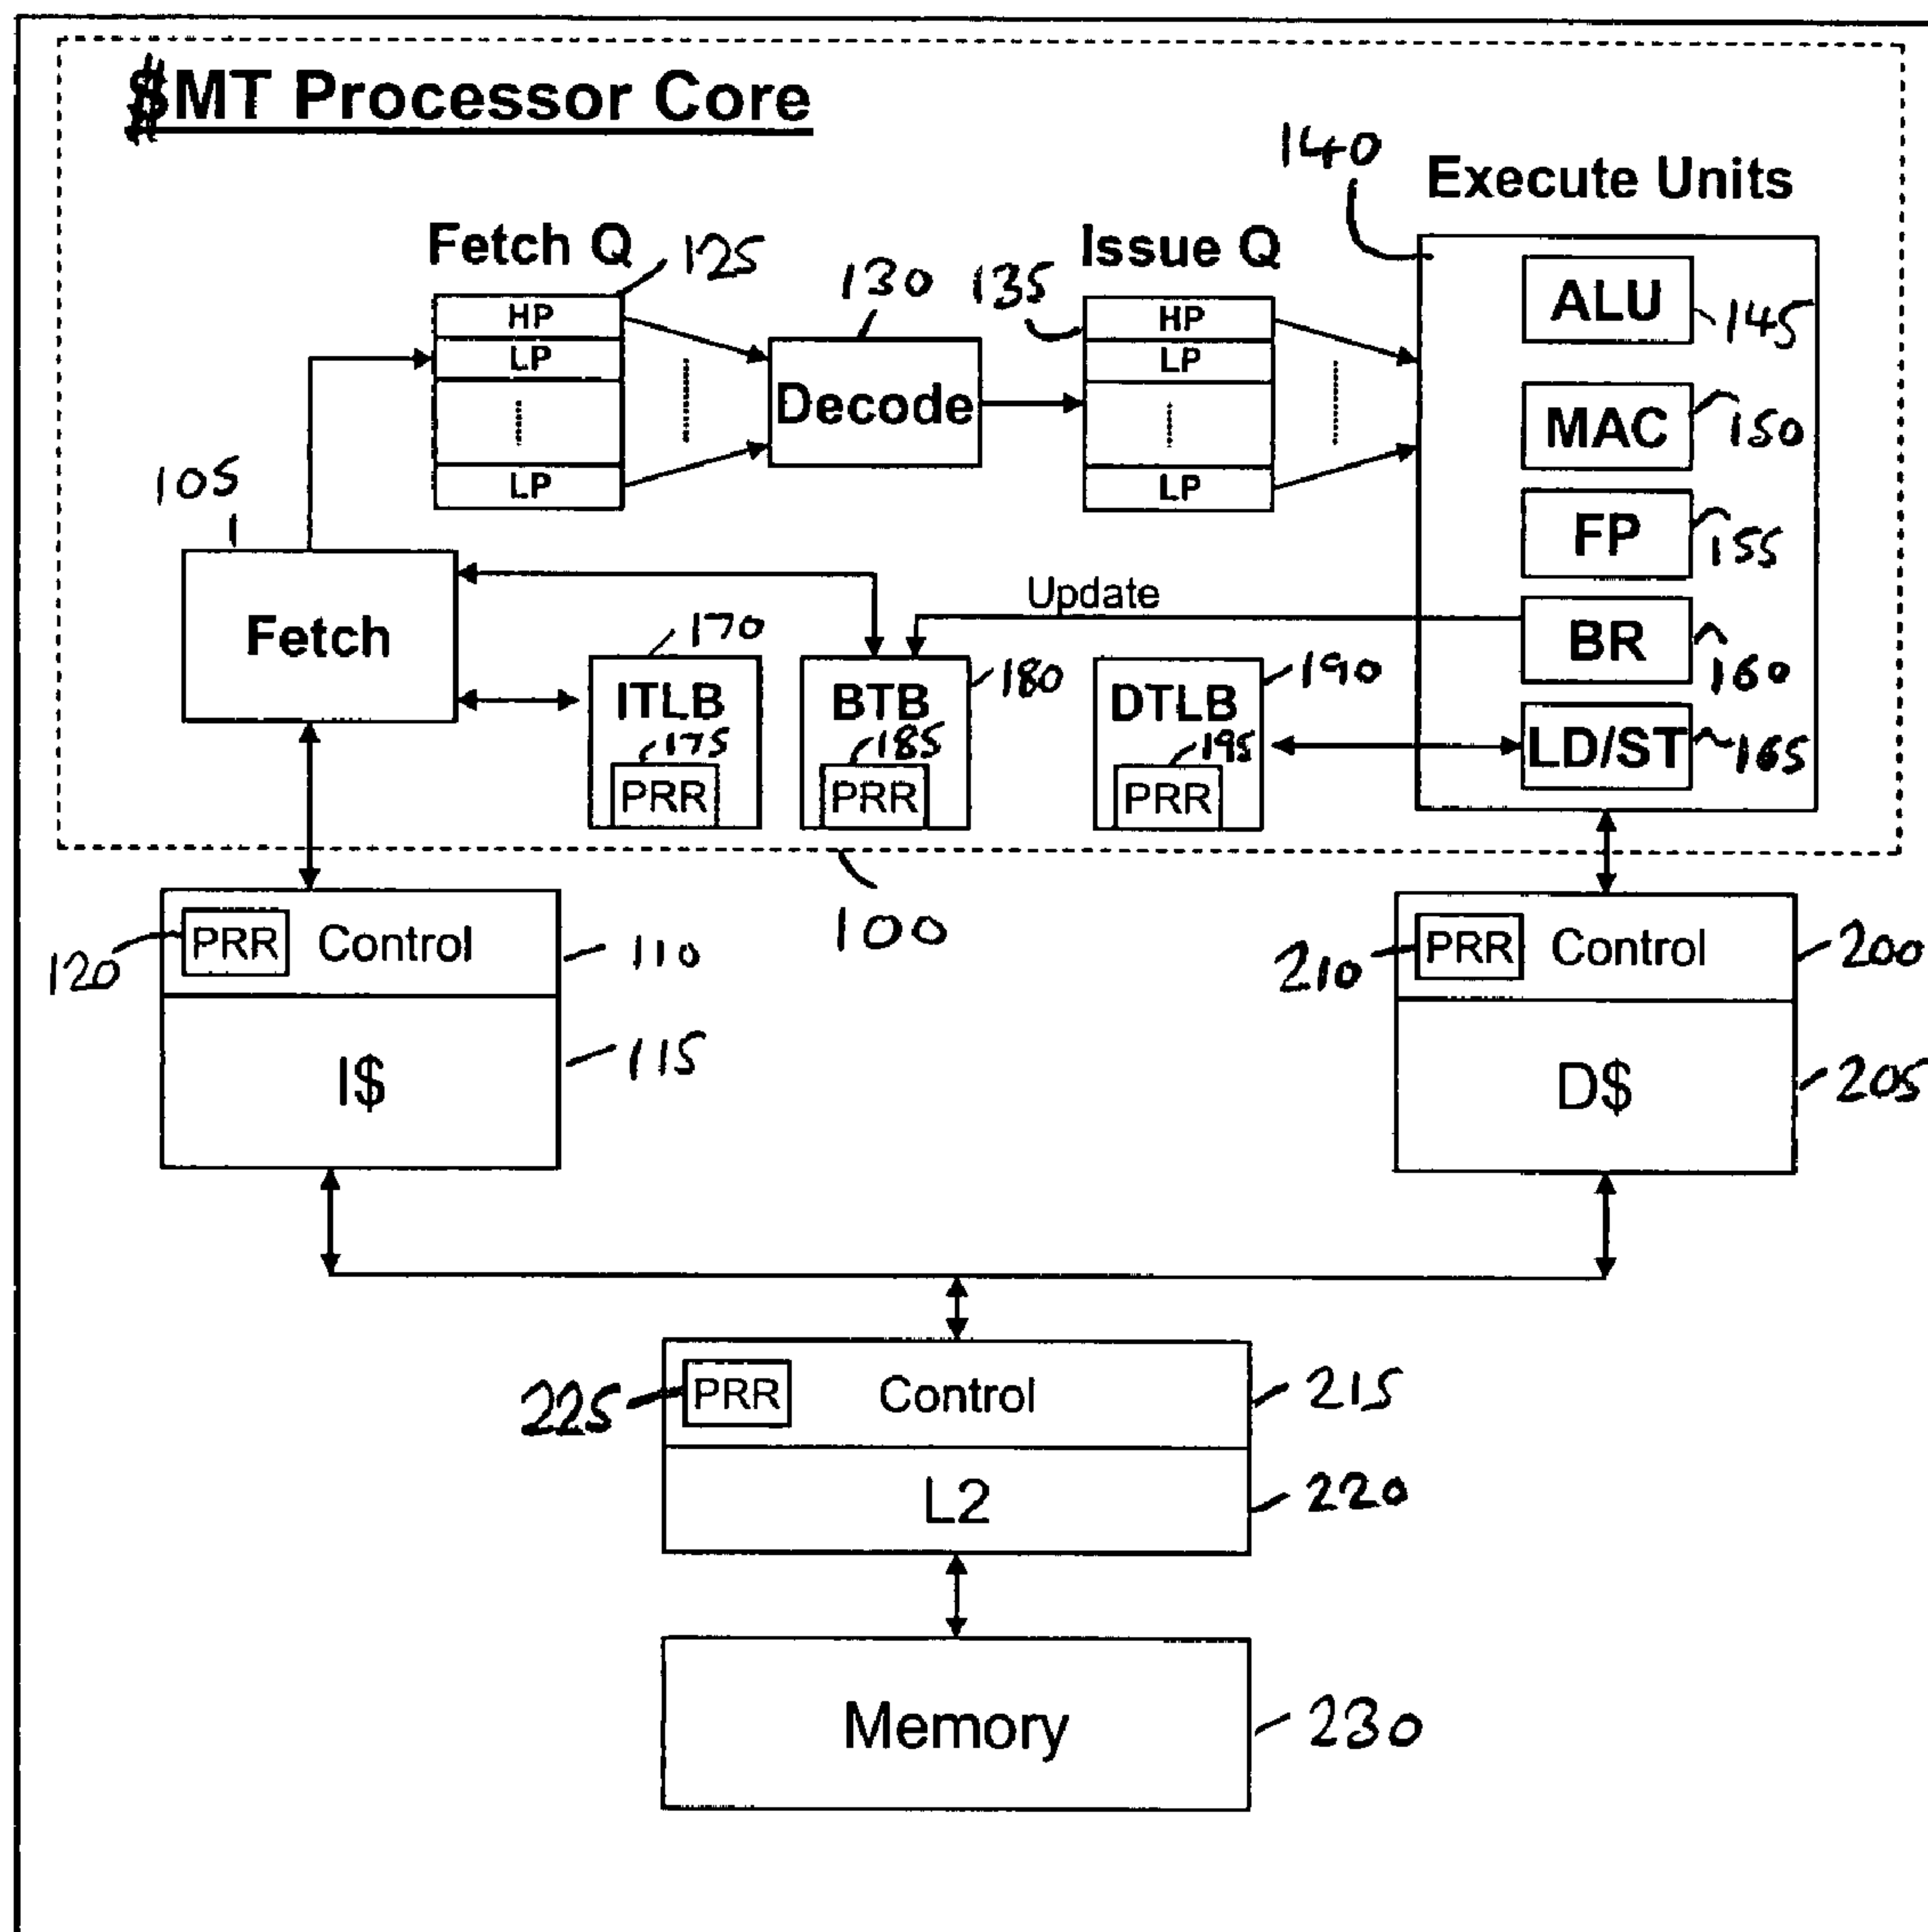 SMT Processor Core
140
Execute Units
Fetch Q
125
130
135
Issue Q
HP
LP
LP
Decode
HP
LP
LP
ALU
145
MAC
150
FP
155
BR
160
LD/ST
165
105
Fetch
Update
170
ITLB
175
PRR
180
BTB
185
PRR
190
DTLB
195
PRR
100
120
PRR
Control
110
I$
115
210
PRR
Control
200
D$
205
225
PRR
Control
215
L2
220
Memory
230